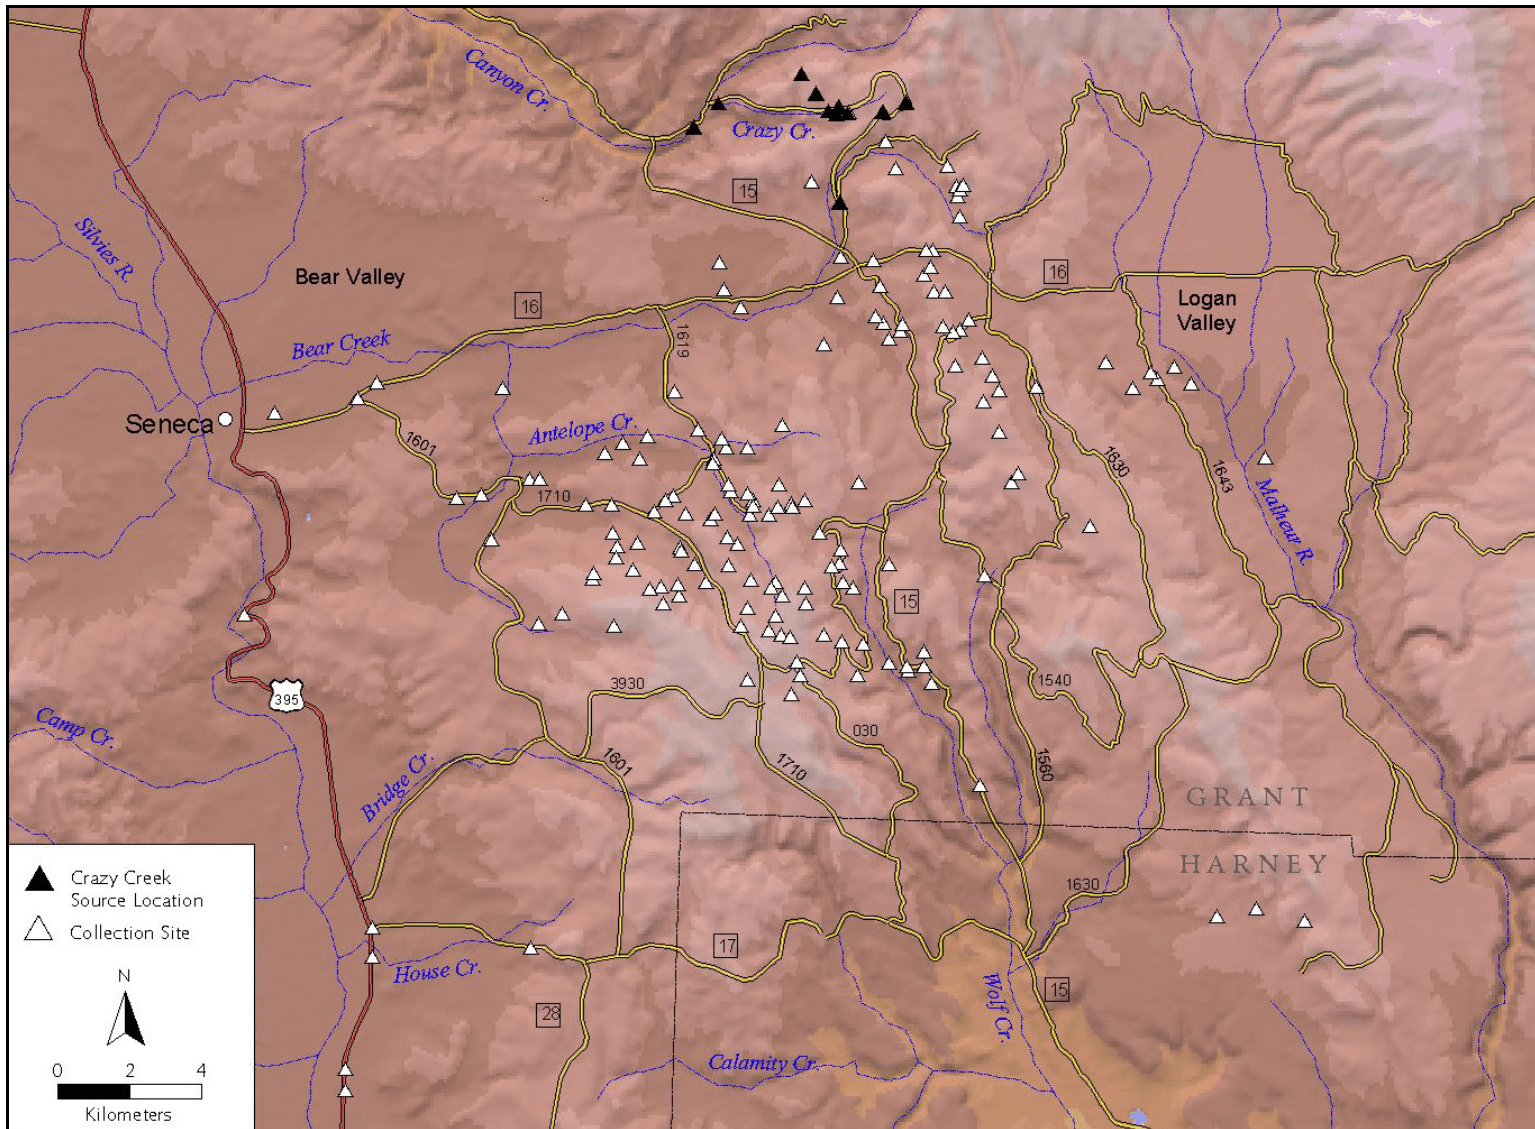 Canyon Cr.
Crazy Cr.
15
Silvies R.
Bear Valley
16
16
Logan
Valley
Bear Creek
1619
Seneca
Antelope Cr.
1601
1710
1630
1643
Malheur R.
15
395
3930
1540
Camp Cr.
030
1601
1710
1560
Bridge Cr.
GRANT
HARNEY
1630
Crazy Creek
Source Location
Collection Site
17
House Cr.
N
28
Wolf Cr.
15
Calamity Cr.
0 2 4
Kilometers